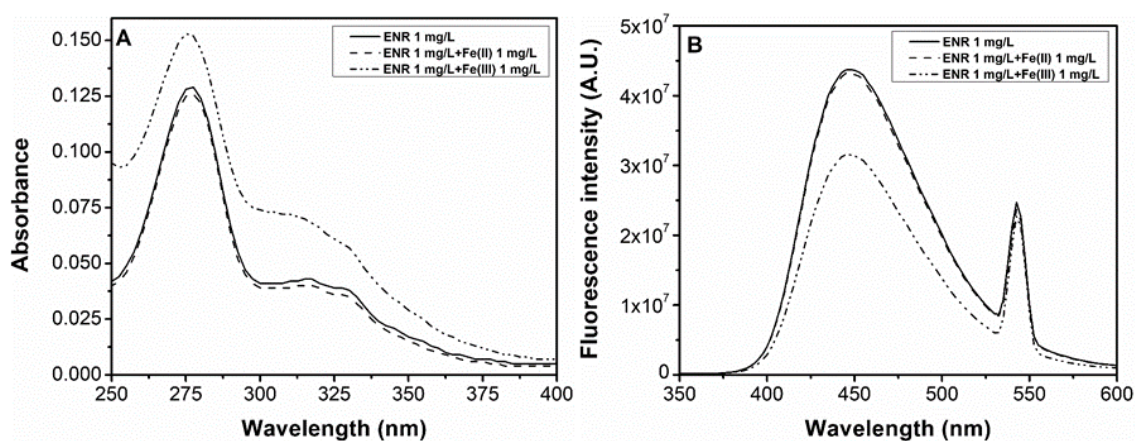 A
ENR 1 mg/L
ENR 1 mg/L+Fe(II) 1 mg/L
ENR 1 mg/L+Fe(III) 1 mg/L
0.150
0.125
0.100
0.075
0.050
0.025
0.000
Absorbance
250
275
300
325
350
375
400
Wavelength (nm)
B
ENR 1 mg/L
ENR 1 mg/L+Fe(II) 1 mg/L
ENR 1 mg/L+Fe(III) 1 mg/L
5x10⁷
4x10⁷
3x10⁷
2x10⁷
1x10⁷
0
Fluorescence intensity (A.U.)
350
400
450
500
550
600
Wavelength (nm)